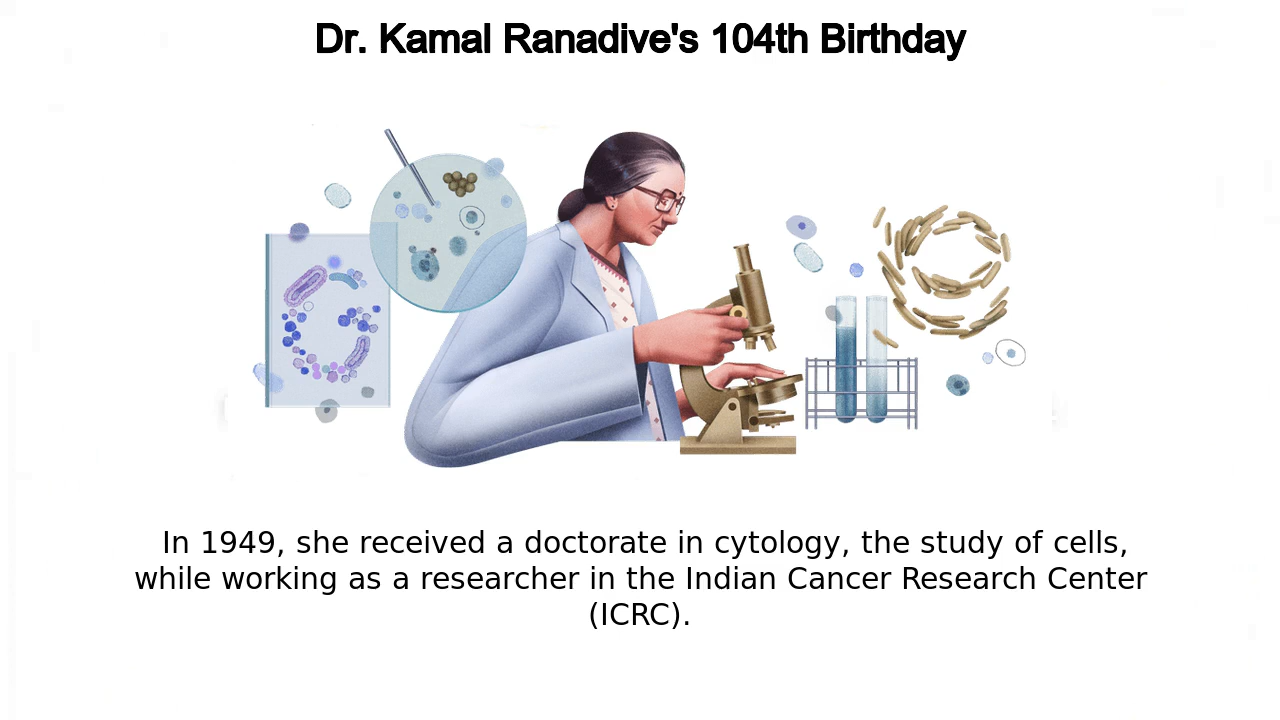 Dr. Kamal Ranadive's 104th Birthday
In 1949, she received a doctorate in cytology, the study of cells,
while working as a researcher in the Indian Cancer Research Center
(ICRC).